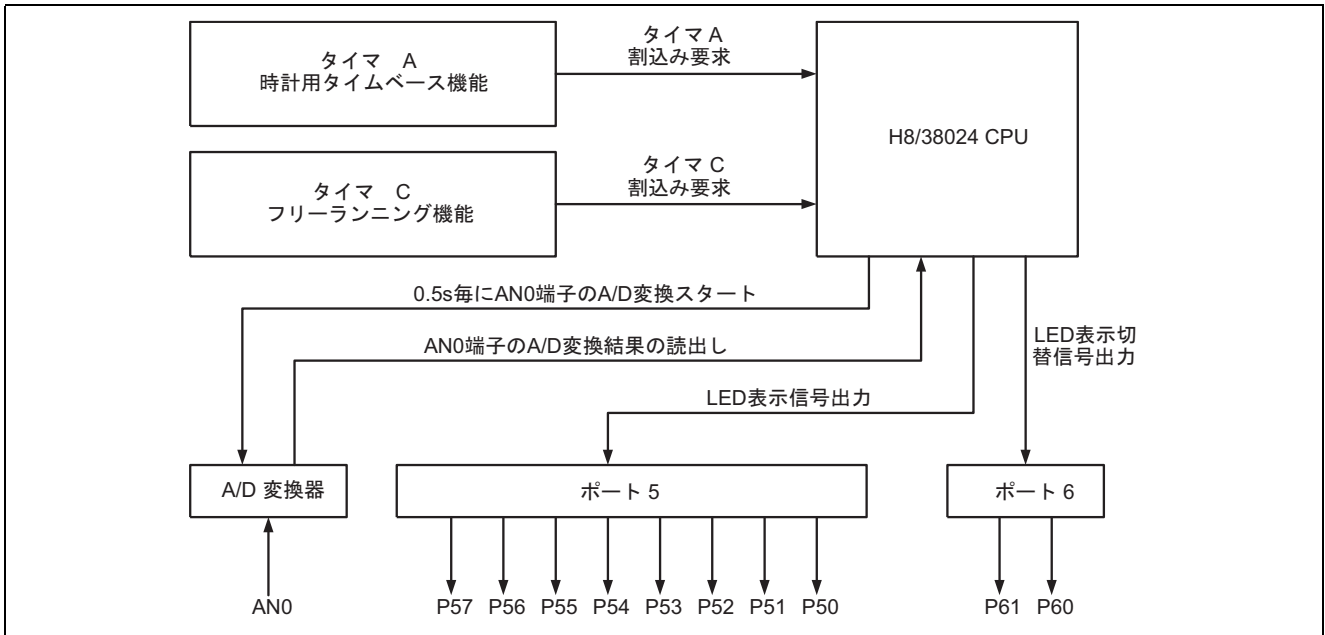 タイマ　A
時計用タイムベース機能
タイマ A
割込み要求
H8/38024 CPU
タイマ　C
フリーランニング機能
タイマ C
割込み要求
0.5s毎にAN0端子のA/D変換スタート
AN0端子のA/D変換結果の読出し
LED表示切
替信号出力
LED表示信号出力
A/D 変換器
ポート 5
ポート 6
AN0
P57 P56 P55 P54 P53 P52 P51 P50
P61 P60